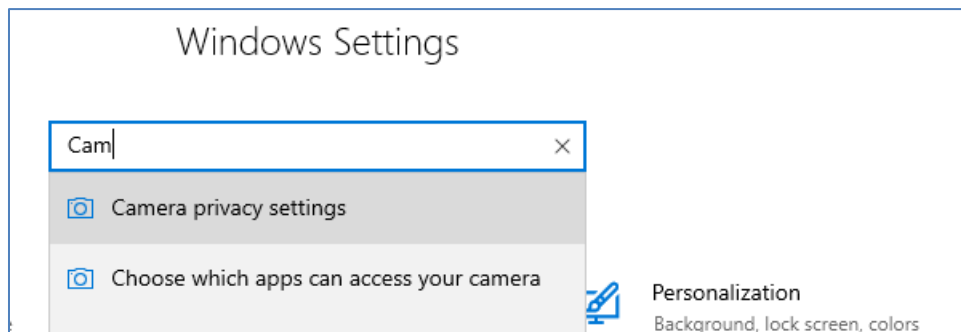 Windows Settings
Cam
Camera privacy settings
Choose which apps can access your camera
Personalization
Background, lock screen, colors